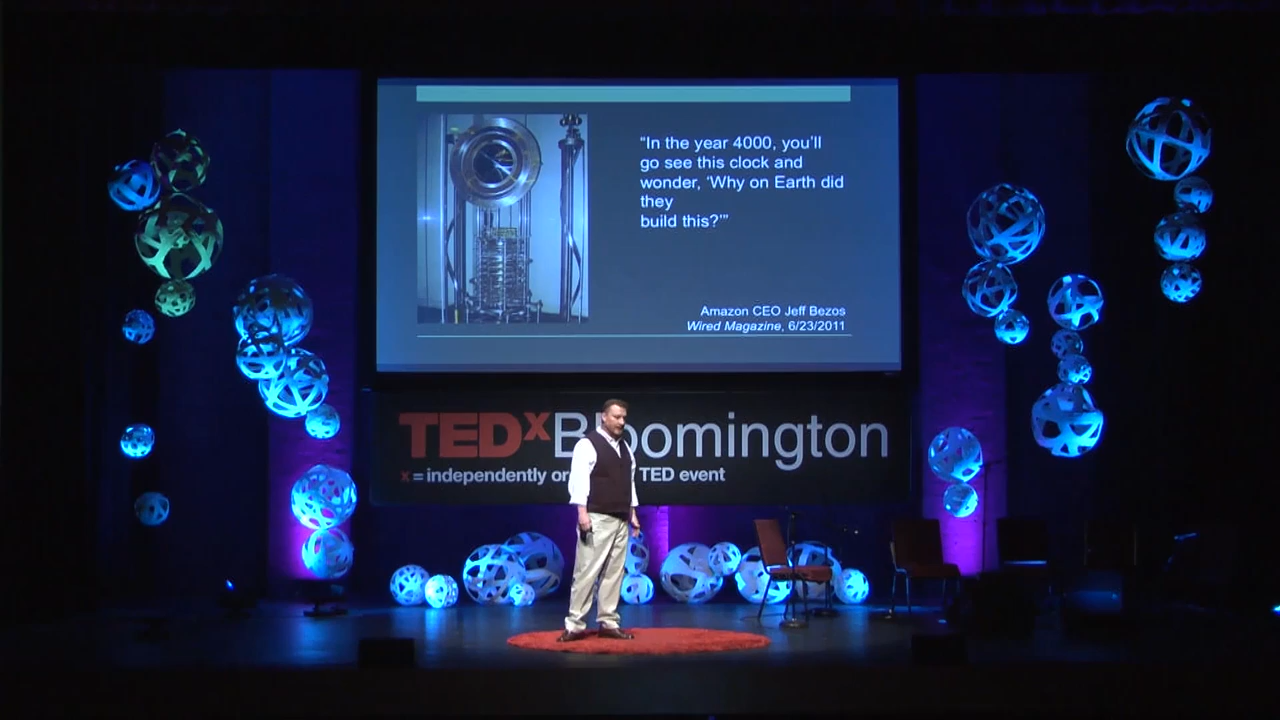 “In the year 4000, you’ll
go see this clock and
wonder, ‘Why on Earth did
they
build this?’”
Amazon CEO Jeff Bezos
Wired Magazine, 6/23/2011
TEDxBloomington
x = independently or TED event